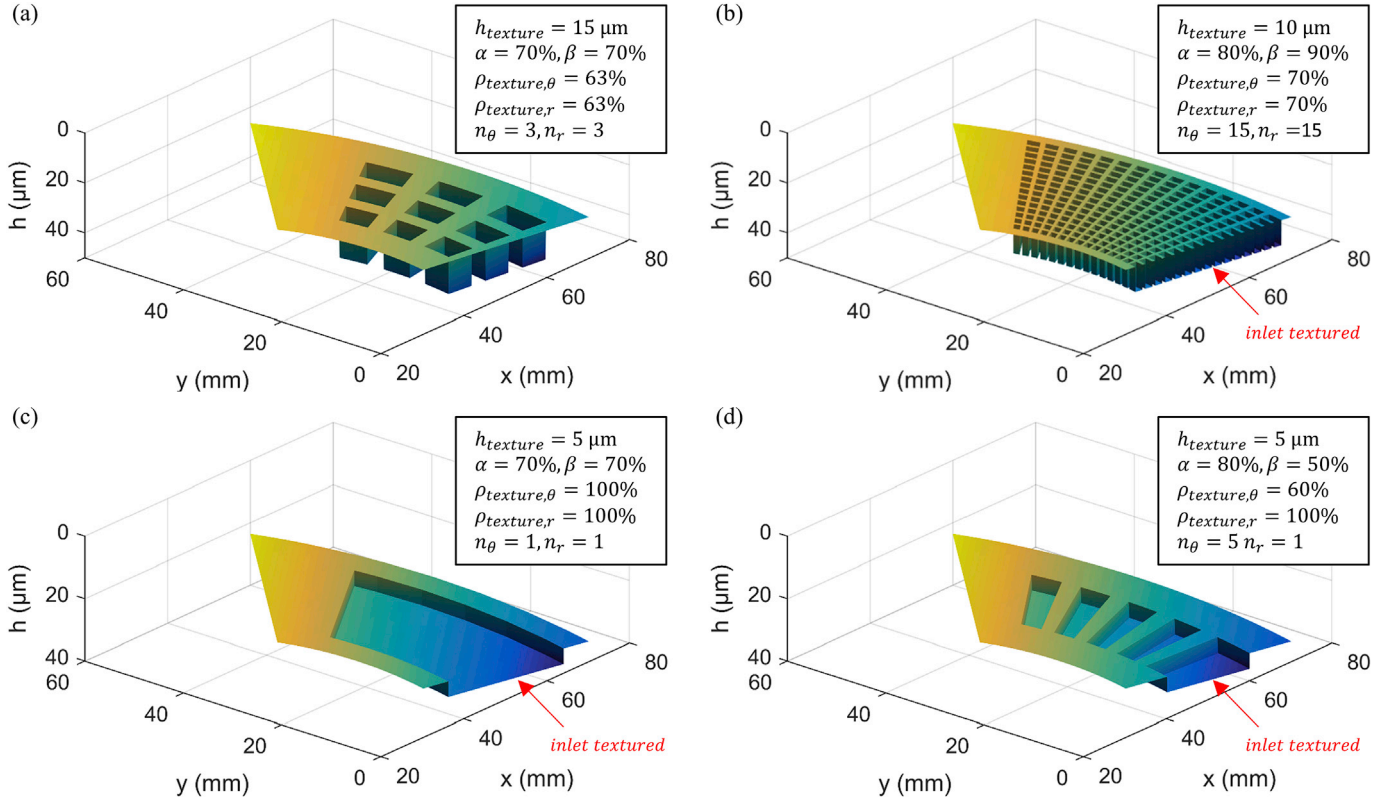 (a)
h_texture = 15 µm
α = 70%, β = 70%
ρ_texture,θ = 63%
ρ_texture,r = 63%
n_θ = 3, n_r = 3
0
20
40
60
h (µm)
40
20
0
y (mm)
20
40
60
80
x (mm)
(b)
h_texture = 10 µm
α = 80%, β = 90%
ρ_texture,θ = 70%
ρ_texture,r = 70%
n_θ = 15, n_r =15
0
20
40
60
h (µm)
40
20
0
y (mm)
20
40
60
80
x (mm)
inlet textured
(c)
h_texture = 5 µm
α = 70%, β = 70%
ρ_texture,θ = 100%
ρ_texture,r = 100%
n_θ = 1, n_r = 1
0
20
40
60
h (µm)
40
20
0
y (mm)
20
40
60
80
x (mm)
inlet textured
(d)
h_texture = 5 µm
α = 80%, β = 50%
ρ_texture,θ = 60%
ρ_texture,r = 100%
n_θ = 5 n_r = 1
0
20
40
60
h (µm)
40
20
0
y (mm)
20
40
60
80
x (mm)
inlet textured